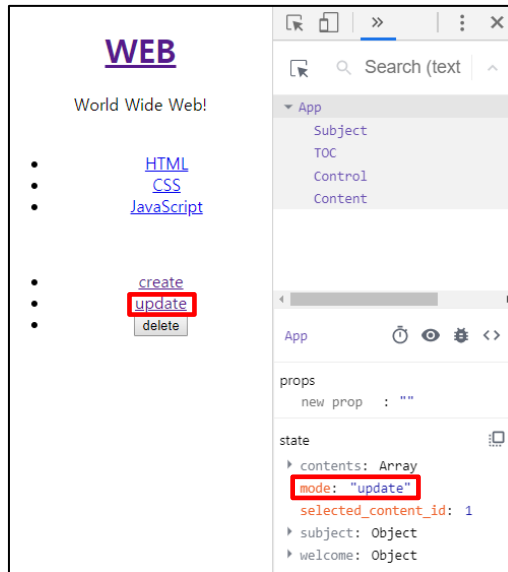 WEB
World Wide Web!
HTML
CSS
JavaScript
create
update
delete
»
Search (text
App
Subject
TOC
Control
Content
App
props
new prop : ""
state
contents: Array
mode: "update"
selected_content_id: 1
subject: Object
welcome: Object